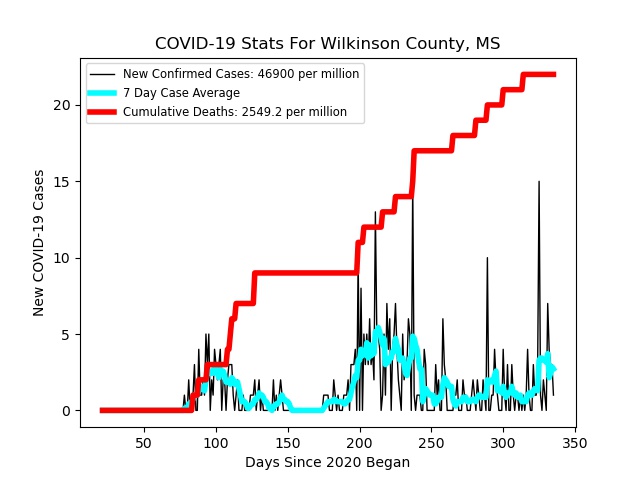 COVID-19 Stats For Wilkinson County, MS
New Confirmed Cases: 46900 per million
7 Day Case Average
Cumulative Deaths: 2549.2 per million
New COVID-19 Cases
20
15
10
5
0
50 100 150 200 250 300 350
Days Since 2020 Began